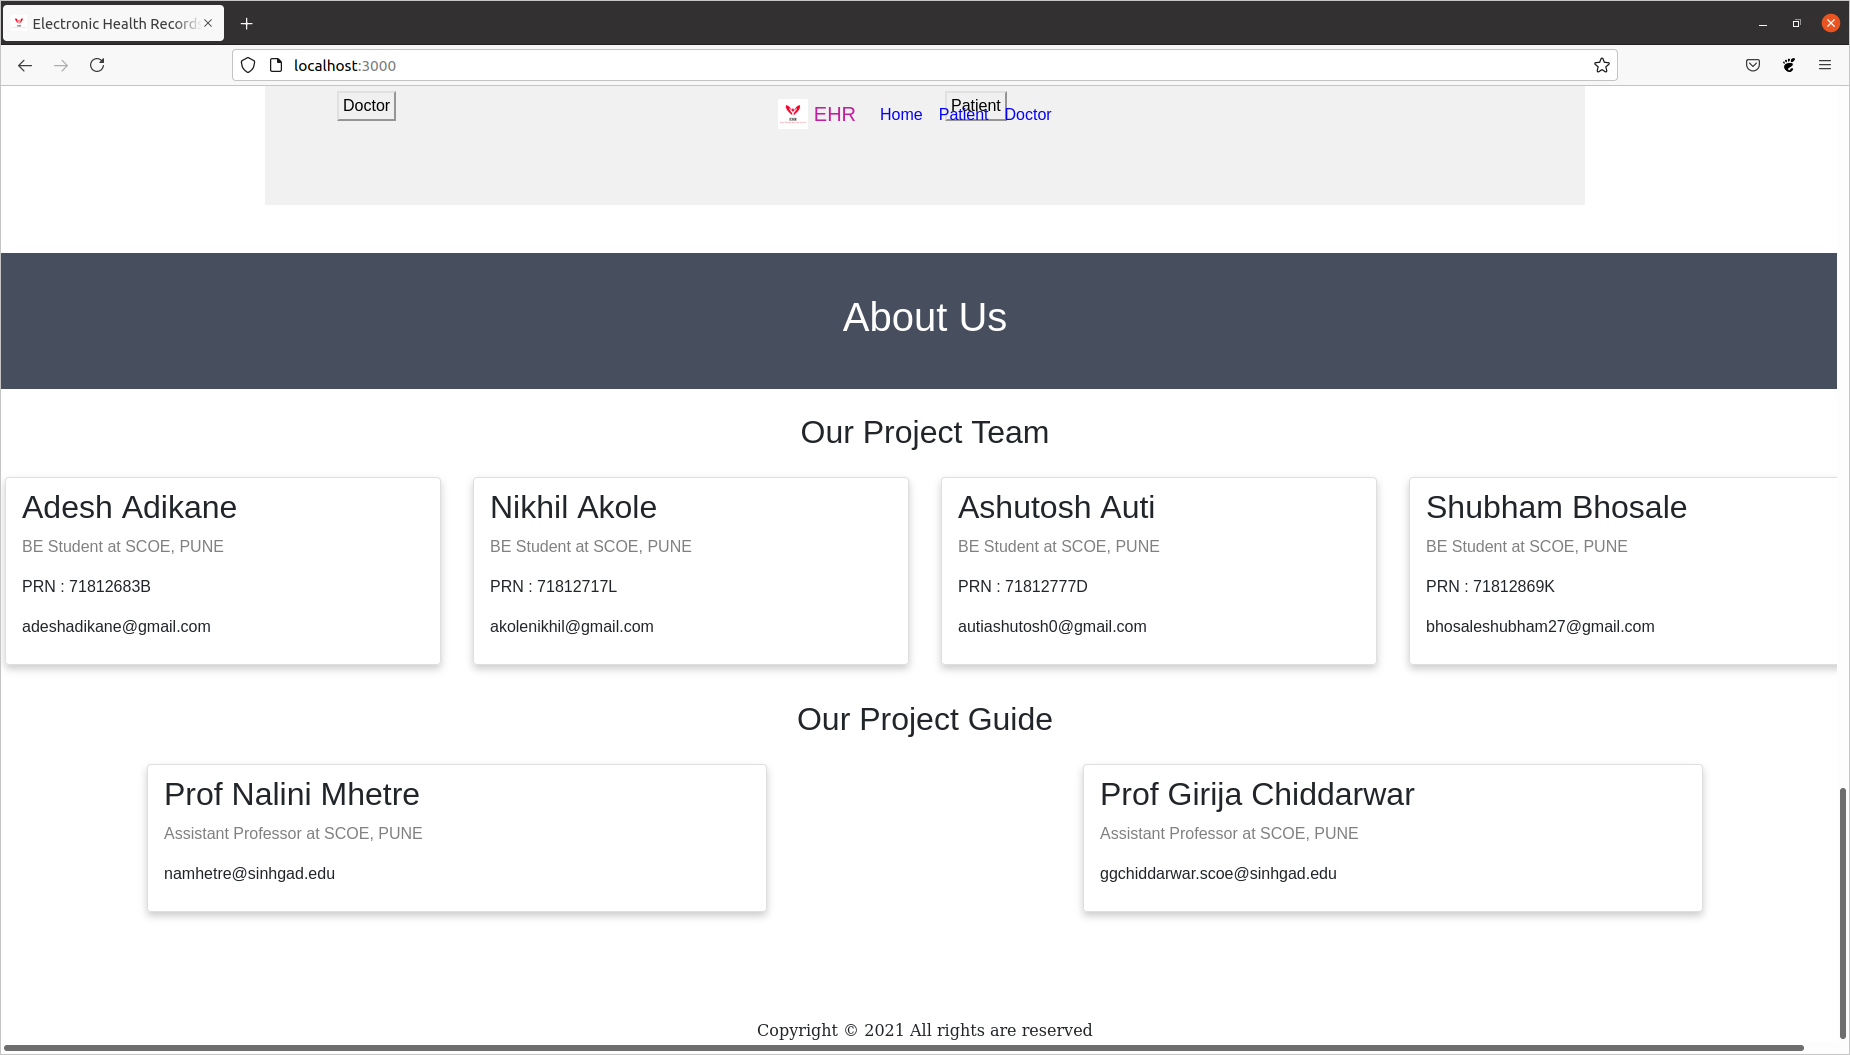 Electronic Health Records
localhost:3000
Doctor
EHR Home Patient Doctor
Patient
About Us
Our Project Team
Adesh Adikane
BE Student at SCOE, PUNE
PRN : 71812683B
adeshadikane@gmail.com
Nikhil Akole
BE Student at SCOE, PUNE
PRN : 71812717L
akolenikhil@gmail.com
Ashutosh Auti
BE Student at SCOE, PUNE
PRN : 71812777D
autiashutosh0@gmail.com
Shubham Bhosale
BE Student at SCOE, PUNE
PRN : 71812869K
bhosaleshubham27@gmail.com
Our Project Guide
Prof Nalini Mhetre
Assistant Professor at SCOE, PUNE
namhetre@sinhgad.edu
Prof Girija Chiddarwar
Assistant Professor at SCOE, PUNE
ggchiddarwar.scoe@sinhgad.edu
Copyright © 2021 All rights are reserved